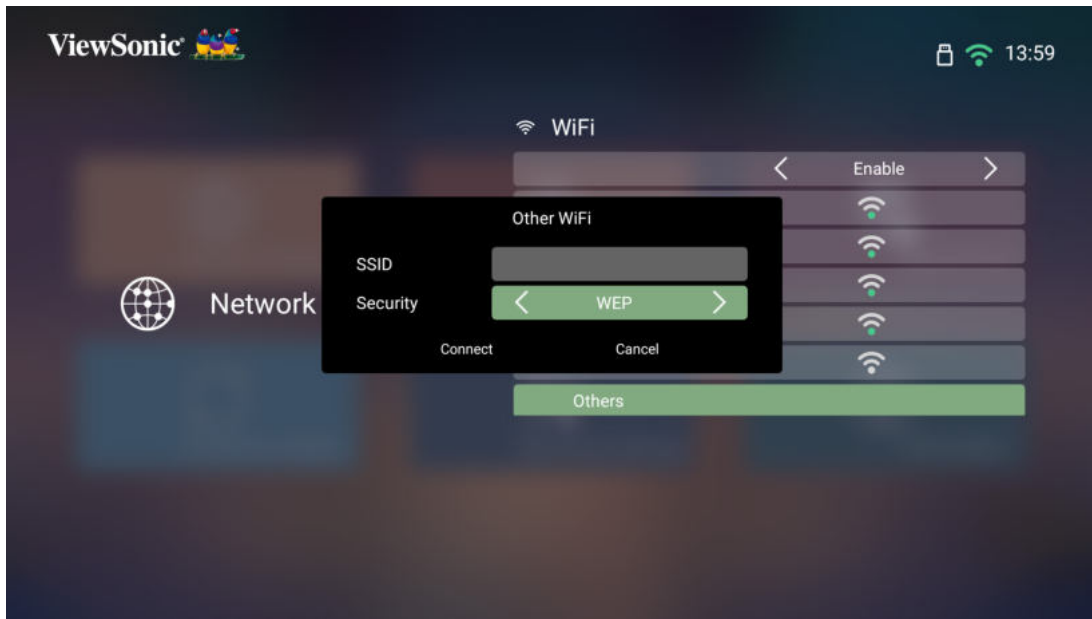 ViewSonic
13:59
WiFi
Enable
Other WiFi
SSID
Network
Security
WEP
Connect
Cancel
Others